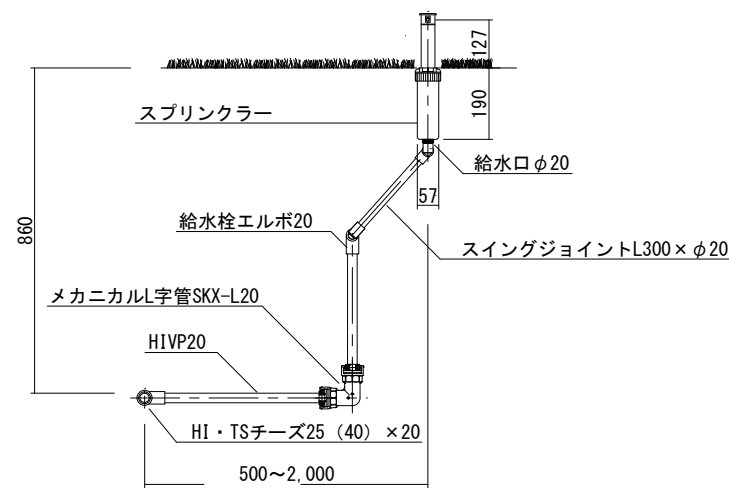 127
190
スプリンクラー
給水口φ20
57
860
給水栓エルボ20
スイングジョイントL300×φ20
メカニカルL字管SKX-L20
HIVP20
HI・TSチーズ25（40）×20
500～2,000